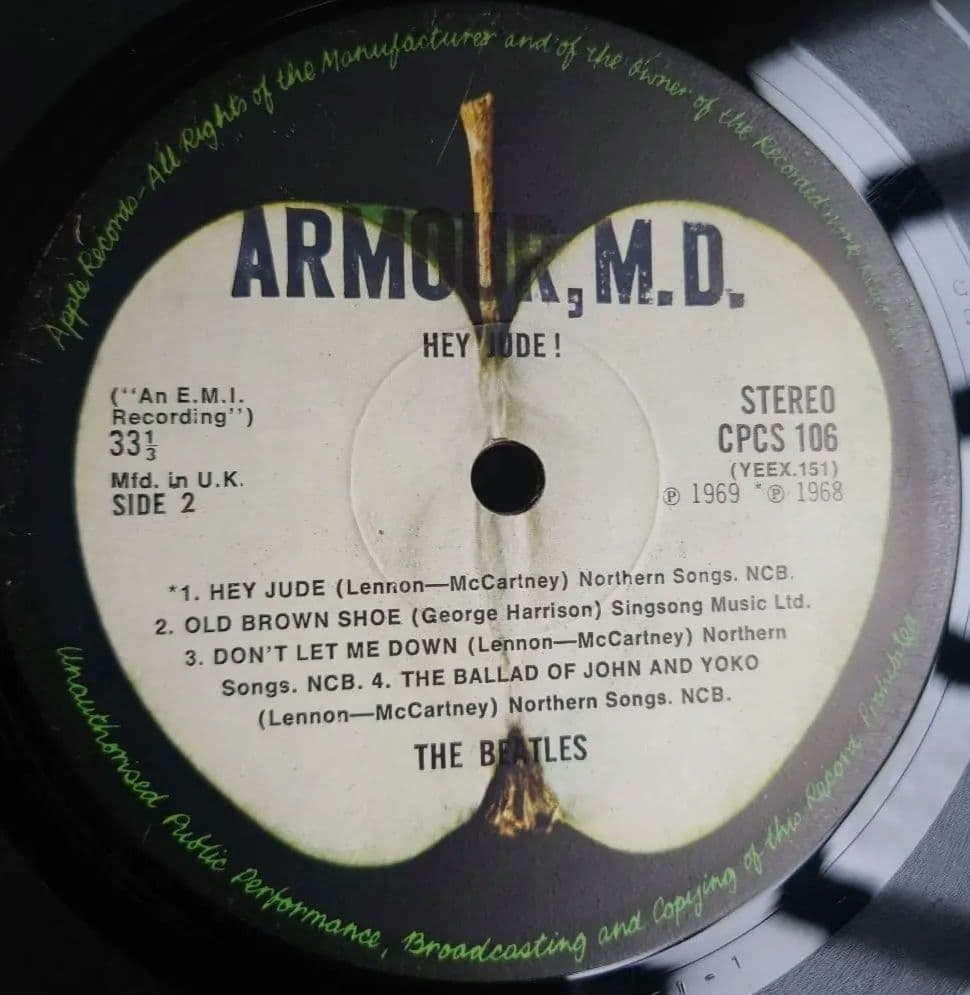 Apple Records—All Rights of the Manufacturer and of the Owner of the Recorded Work
ARMOUR, M.D.
HEY JUDE!
(“An E.M.I.
Recording”)
33⅓
Mfd. in U.K.
SIDE 2
STEREO
CPCS 106
(YEEX.151)
℗ 1969 *℗ 1968
*1. HEY JUDE (Lennon—McCartney) Northern Songs. NCB.
2. OLD BROWN SHOE (George Harrison) Singsong Music Ltd.
3. DON'T LET ME DOWN (Lennon—McCartney) Northern
Songs. NCB. 4. THE BALLAD OF JOHN AND YOKO
(Lennon—McCartney) Northern Songs. NCB.
THE BEATLES
Unauthorised Public Performance, Broadcasting and Copying of this Record Prohibited